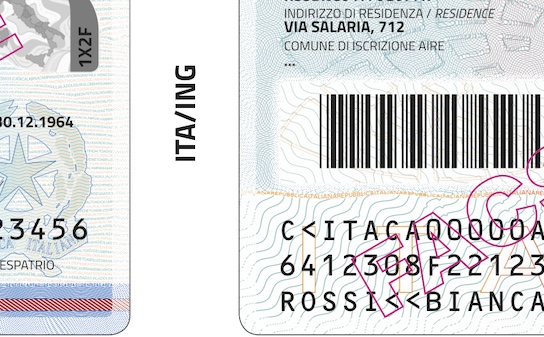 1X2F
30.12.1964
23456
ESPATRIO
ITA/ING
INDIRIZZO DI RESIDENZA / RESIDENCE
VIA SALARIA, 712
COMUNE DI ISCRIZIONE AIRE
...
C<ITACA00000A
6412308F22123
ROSSI<<BIANCA